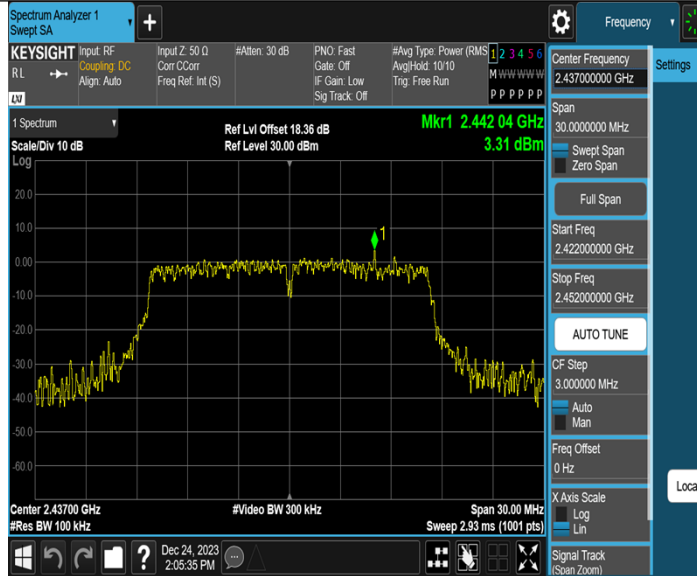 Spectrum Analyzer 1
Swept SA
+
Frequency
KEYSIGHT
RL
LXI
Input: RF
Coupling: DC
Align: Auto
Input Z: 50 Ω
Corr CCorr
Freq Ref: Int (S)
#Atten: 30 dB
PNO: Fast
Gate: Off
IF Gain: Low
Sig Track: Off
#Avg Type: Power (RMS
Avg|Hold: 10/10
Trig: Free Run
1 2 3 4 5 6
M W W W W W
P P P P P P
1 Spectrum
Scale/Div 10 dB
Log
Ref Lvl Offset 18.36 dB
Ref Level 30.00 dBm
Mkr1 2.442 04 GHz
3.31 dBm
20.0
10.0
0.00
-10.0
-20.0
-30.0
-40.0
-50.0
-60.0
1
Center 2.43700 GHz
#Res BW 100 kHz
#Video BW 300 kHz
Span 30.00 MHz
Sweep 2.93 ms (1001 pts)
?
Dec 24, 2023
2:05:35 PM
Center Frequency
2.437000000 GHz
Span
30.0000000 MHz
Swept Span
Zero Span
Full Span
Start Freq
2.422000000 GHz
Stop Freq
2.452000000 GHz
AUTO TUNE
CF Step
3.000000 MHz
Auto
Man
Freq Offset
0 Hz
X Axis Scale
Log
Lin
Signal Track
(Span Zoom)
Settings
Loca